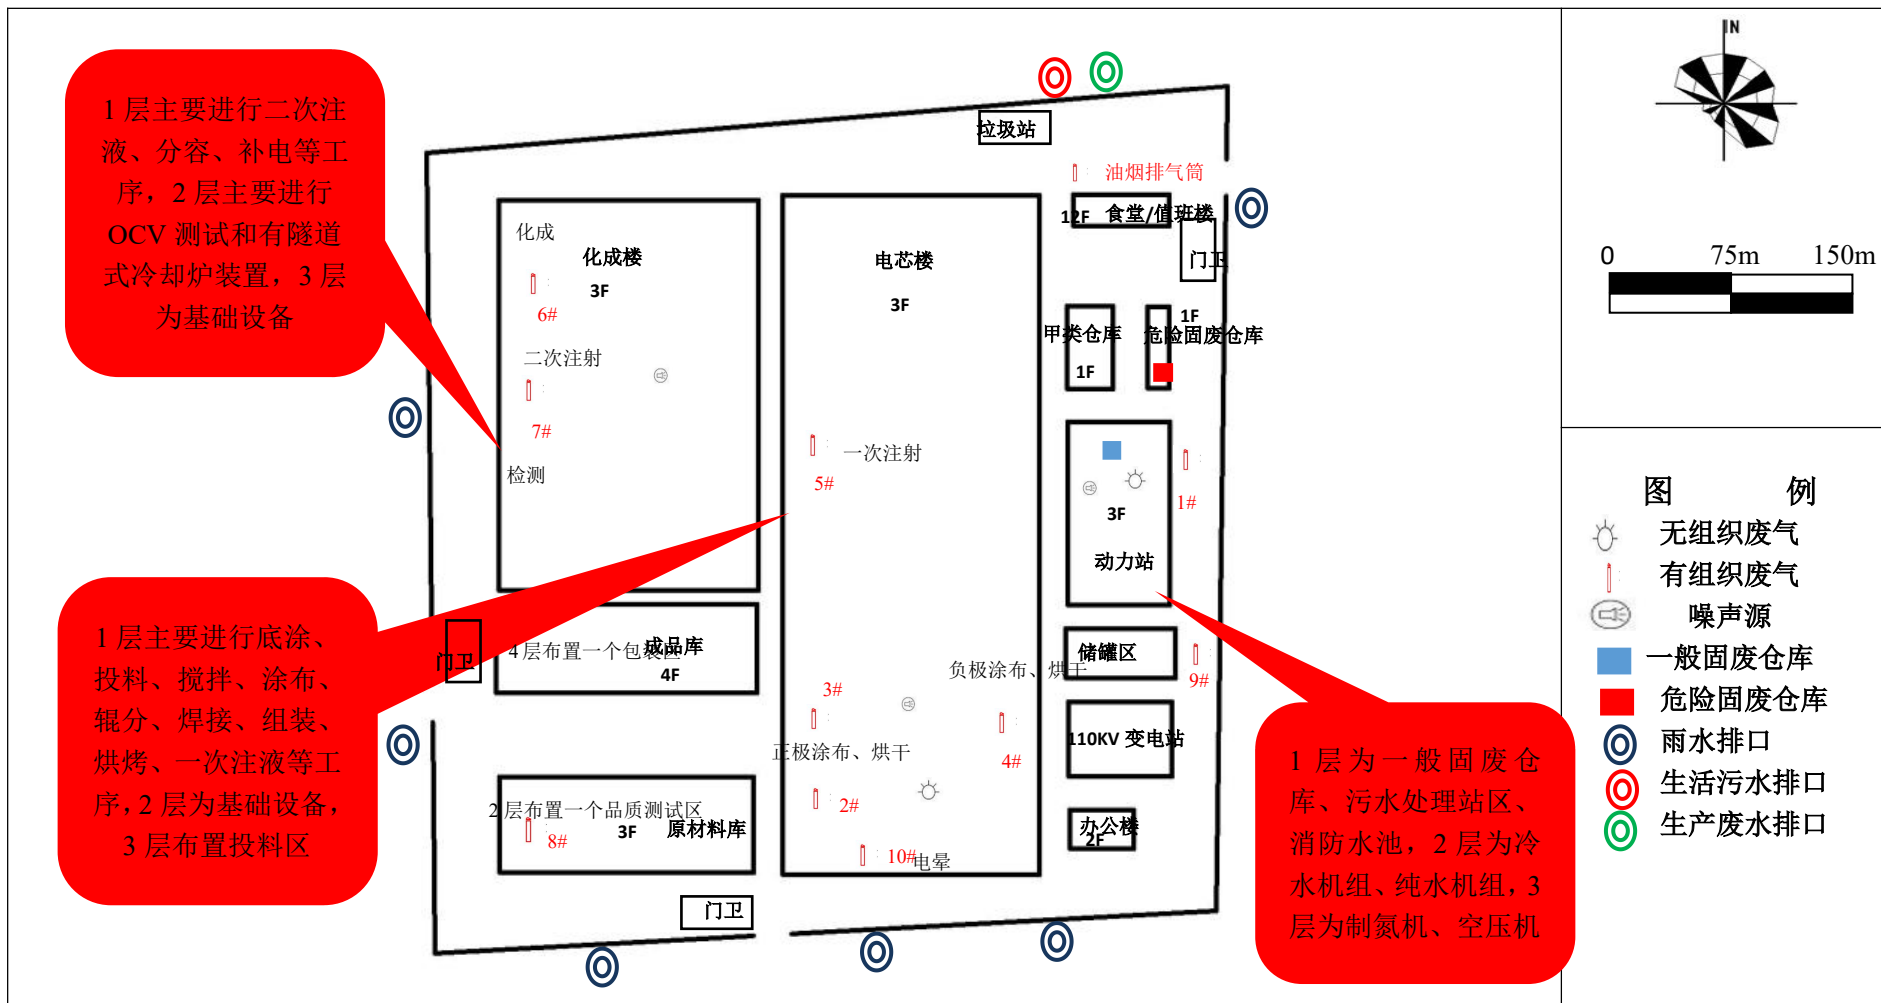 1 层主要进行二次注
液、分容、补电等工
序，2 层主要进行
OCV 测试和有隧道
式冷却炉装置，3 层
为基础设备
垃圾站
油烟排气筒
12F
食堂/值班楼
门卫
化成
化成楼
3F
6#
二次注射
7#
检测
电芯楼
3F
一次注射
5#
甲类仓库
1F
1F
危险固废仓库
1#
3F
动力站
1 层主要进行底涂、
投料、搅拌、涂布、
辊分、焊接、组装、
烘烤、一次注液等工
序，2 层为基础设备，
3 层布置投料区
门卫
4 层布置一个包装区
成品库
4F
储罐区
9#
负极涂布、烘干
3#
4#
正极涂布、烘干
2#
10#
电晕
110KV 变电站
办公楼
2F
2 层布置一个品质测试区
8#
3F
原材料库
门卫
1 层为一般固废仓
库、污水处理站区、
消防水池，2 层为冷
水机组、纯水机组，3
层为制氮机、空压机
N
0
75m
150m
图 例
无组织废气
有组织废气
噪声源
一般固废仓库
危险固废仓库
雨水排口
生活污水排口
生产废水排口